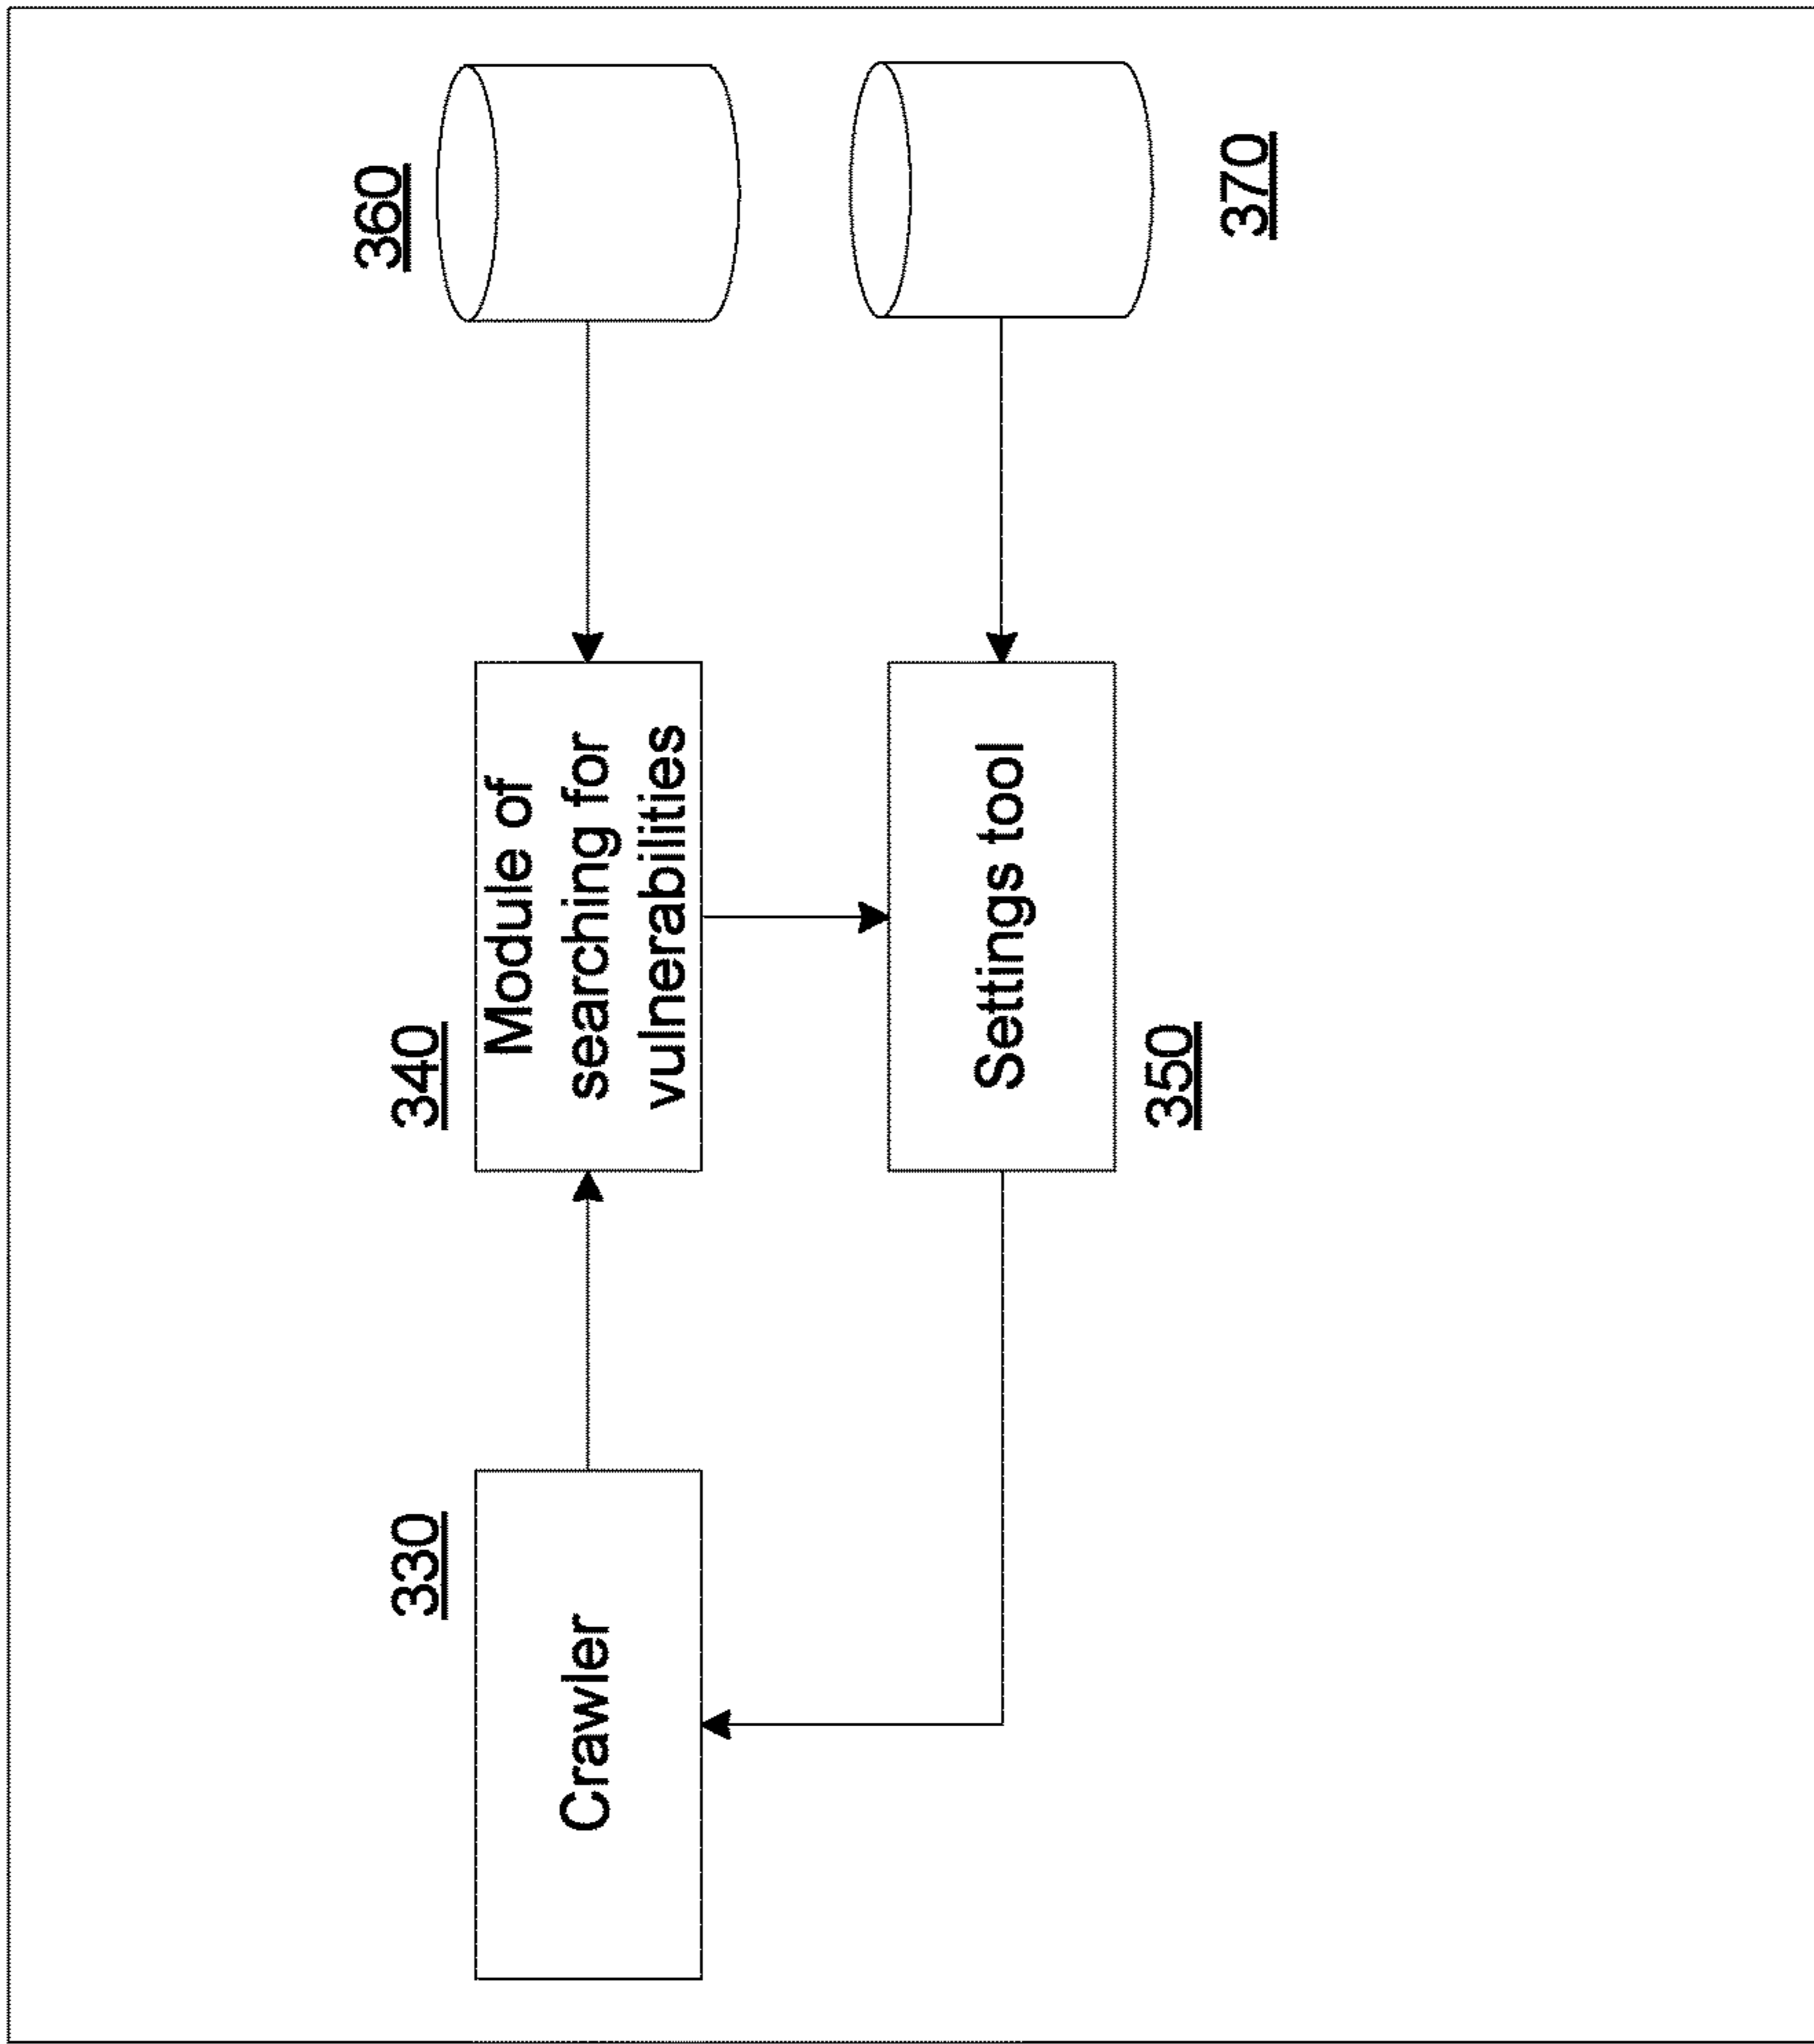 330
Crawler
340
Module of
searching for
vulnerabilities
360
Settings tool
350
370